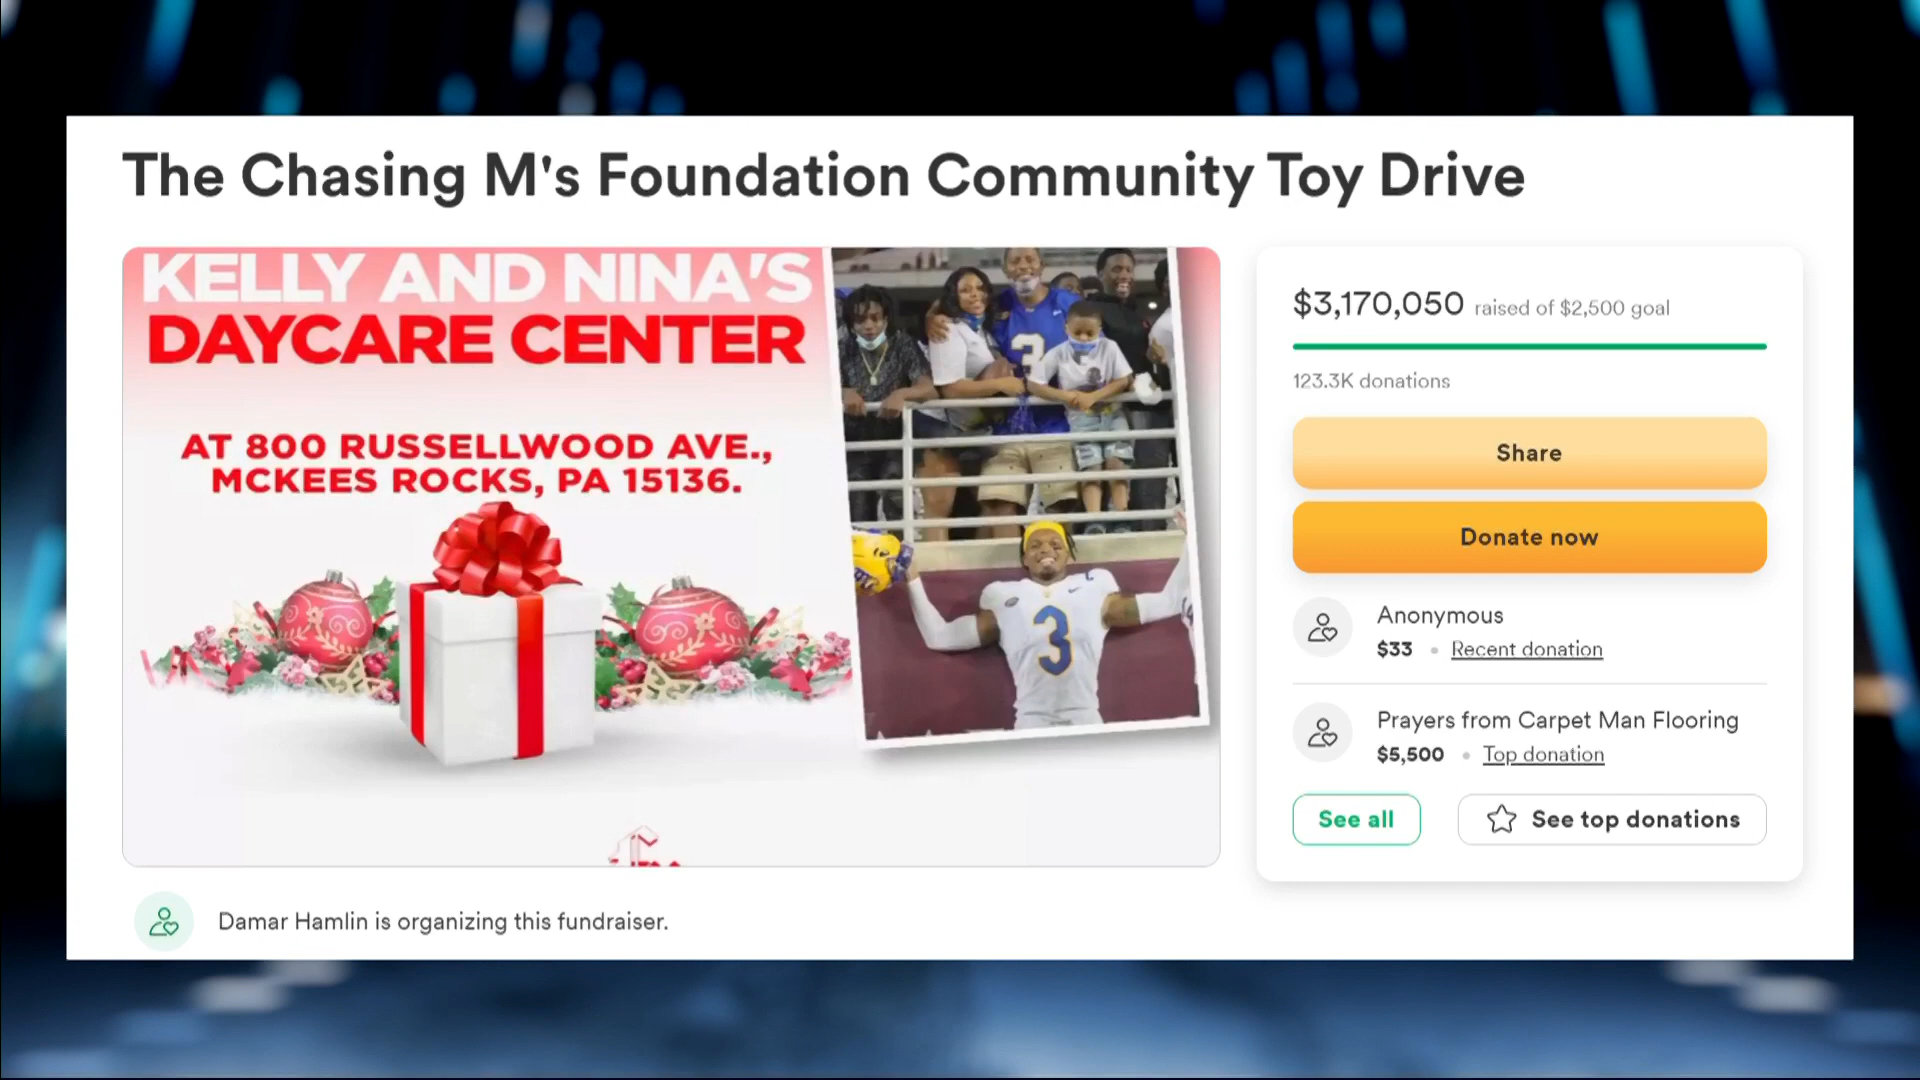 The Chasing M's Foundation Community Toy Drive
KELLY AND NINA'S
DAYCARE CENTER
AT 800 RUSSELLWOOD AVE.,
MCKEES ROCKS, PA 15136.
3
3
$3,170,050 raised of $2,500 goal
123.3K donations
Share
Donate now
Anonymous
$33 • Recent donation
Prayers from Carpet Man Flooring
$5,500 • Top donation
See all
See top donations
Damar Hamlin is organizing this fundraiser.